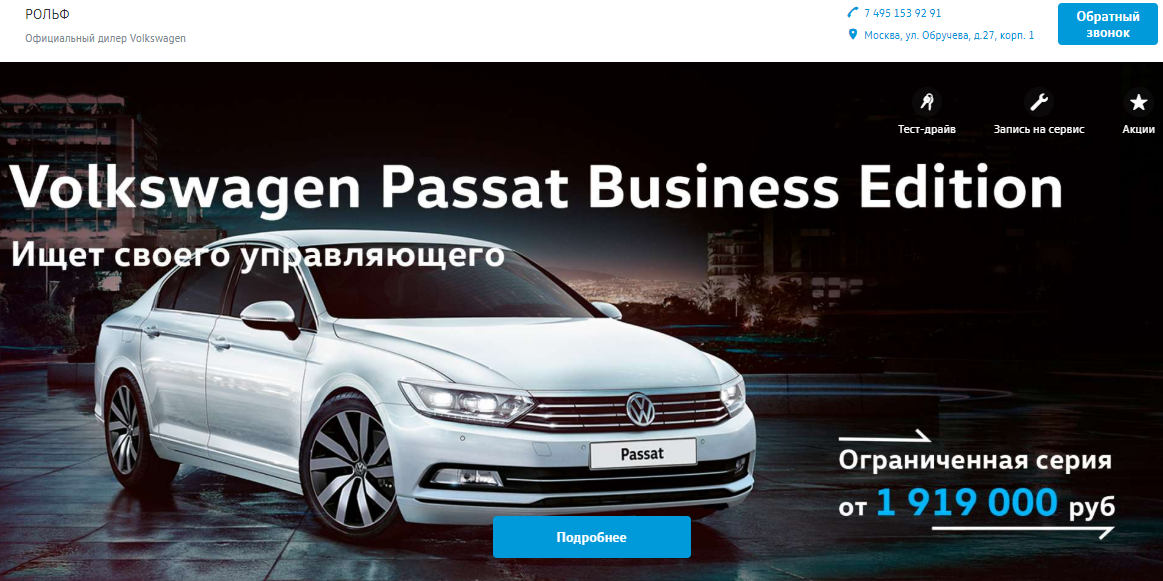 РОЛЬФ
Официальный дилер Volkswagen
7 495 153 92 91
Москва, ул. Обручева, д.27, корп. 1
Обратный
звонок
Тест-драйв
Запись на сервис
Акции
Volkswagen Passat Business Edition
Ищет своего управляющего
Passat
Ограниченная серия
от 1 919 000 руб
Подробнее